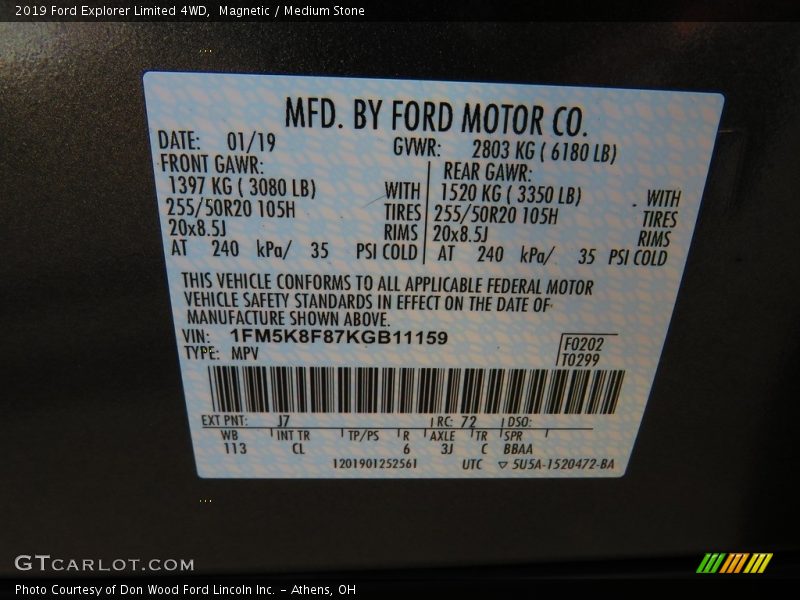 2019 Ford Explorer Limited 4WD, Magnetic / Medium Stone
MFD. BY FORD MOTOR CO.
DATE: 01/19 GVWR: 2803 KG ( 6180 LB)
FRONT GAWR: REAR GAWR:
1397 KG ( 3080 LB) WITH 1520 KG ( 3350 LB) WITH
255/50R20 105H TIRES 255/50R20 105H TIRES
20x8.5J RIMS 20x8.5J RIMS
AT 240 kPa/ 35 PSI COLD AT 240 kPa/ 35 PSI COLD
THIS VEHICLE CONFORMS TO ALL APPLICABLE FEDERAL MOTOR
VEHICLE SAFETY STANDARDS IN EFFECT ON THE DATE OF
MANUFACTURE SHOWN ABOVE.
VIN: 1FM5K8F87KGB11159 F0202
TYPE: MPV T0299
EXT PNT: J7 RC: 72 DSO:
WB INT TR TP/PS R AXLE TR SPR
113 CL 6 3J C BBAA
1201901252561 UTC ▽ 5U5A-1520472-BA
GTCARLOT.COM
Photo Courtesy of Don Wood Ford Lincoln Inc. - Athens, OH